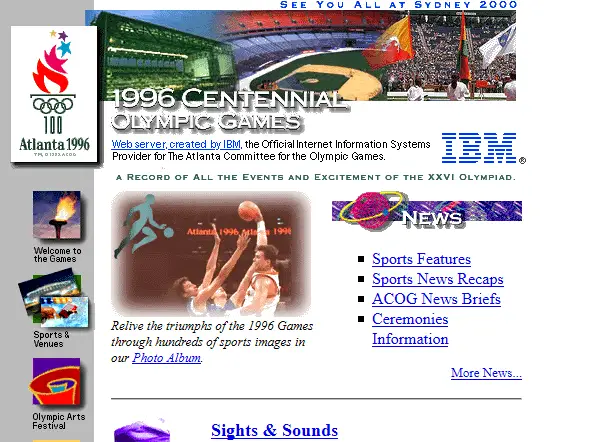 See You All at Sydney 2000
100
Atlanta 1996
1996 Centennial
Olympic Games
Web server, created by IBM, the Official Internet Information Systems
Provider for The Atlanta Committee for the Olympic Games.
IBM®
a Record of All the Events and Excitement of the XXVI Olympiad.
Welcome to
the Games
Sports &
Venues
Olympic Arts
Festival
Atlanta 1996 Atlanta 1996
Relive the triumphs of the 1996 Games
through hundreds of sports images in
our Photo Album.
News
Sports Features
Sports News Recaps
ACOG News Briefs
Ceremonies
Information
More News...
Sights & Sounds